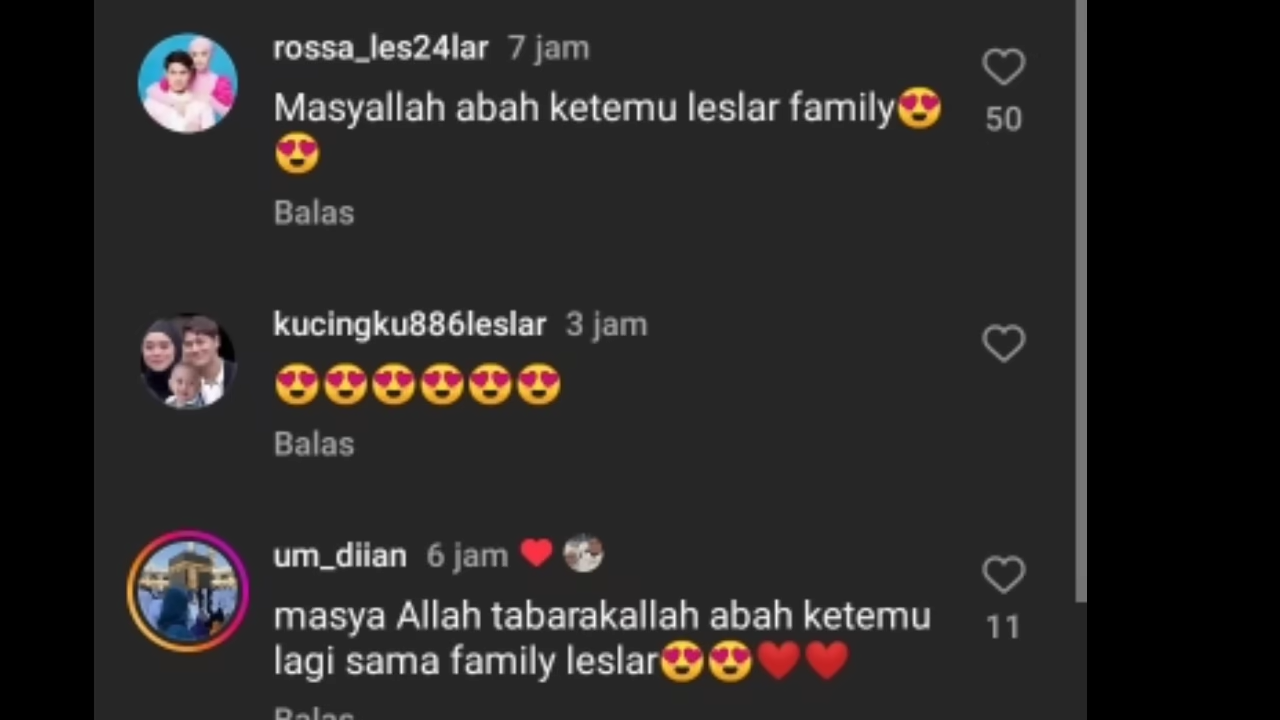 rossa_les24lar 7 jam
Masyallah abah ketemu leslar family😍
😍
50
Balas
kucingku886leslar 3 jam
😍😍😍😍😍😍
Balas
um_diian 6 jam ❤️
masya Allah tabarakallah abah ketemu
lagi sama family leslar😍😍❤️❤️
11
Balas